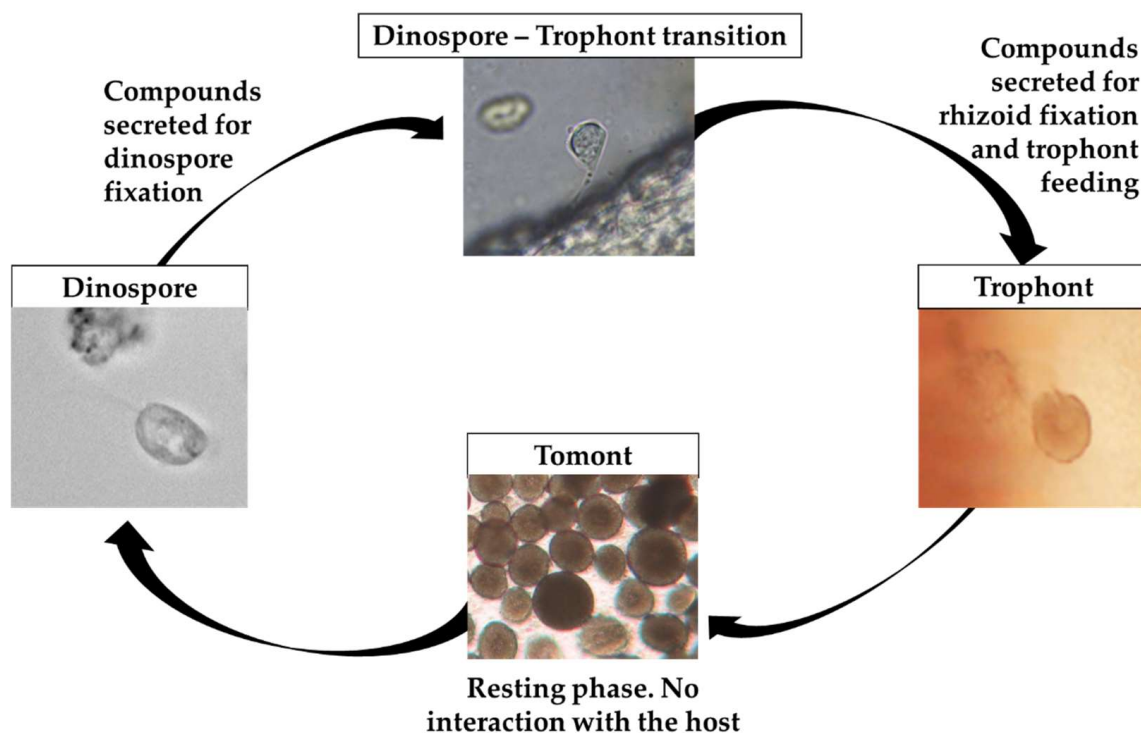 Dinospore – Trophont transition
Compounds
secreted for
dinospore
fixation
Compounds
secreted for
rhizoid fixation
and trophont
feeding
Dinospore
Trophont
Tomont
Resting phase. No
interaction with the host